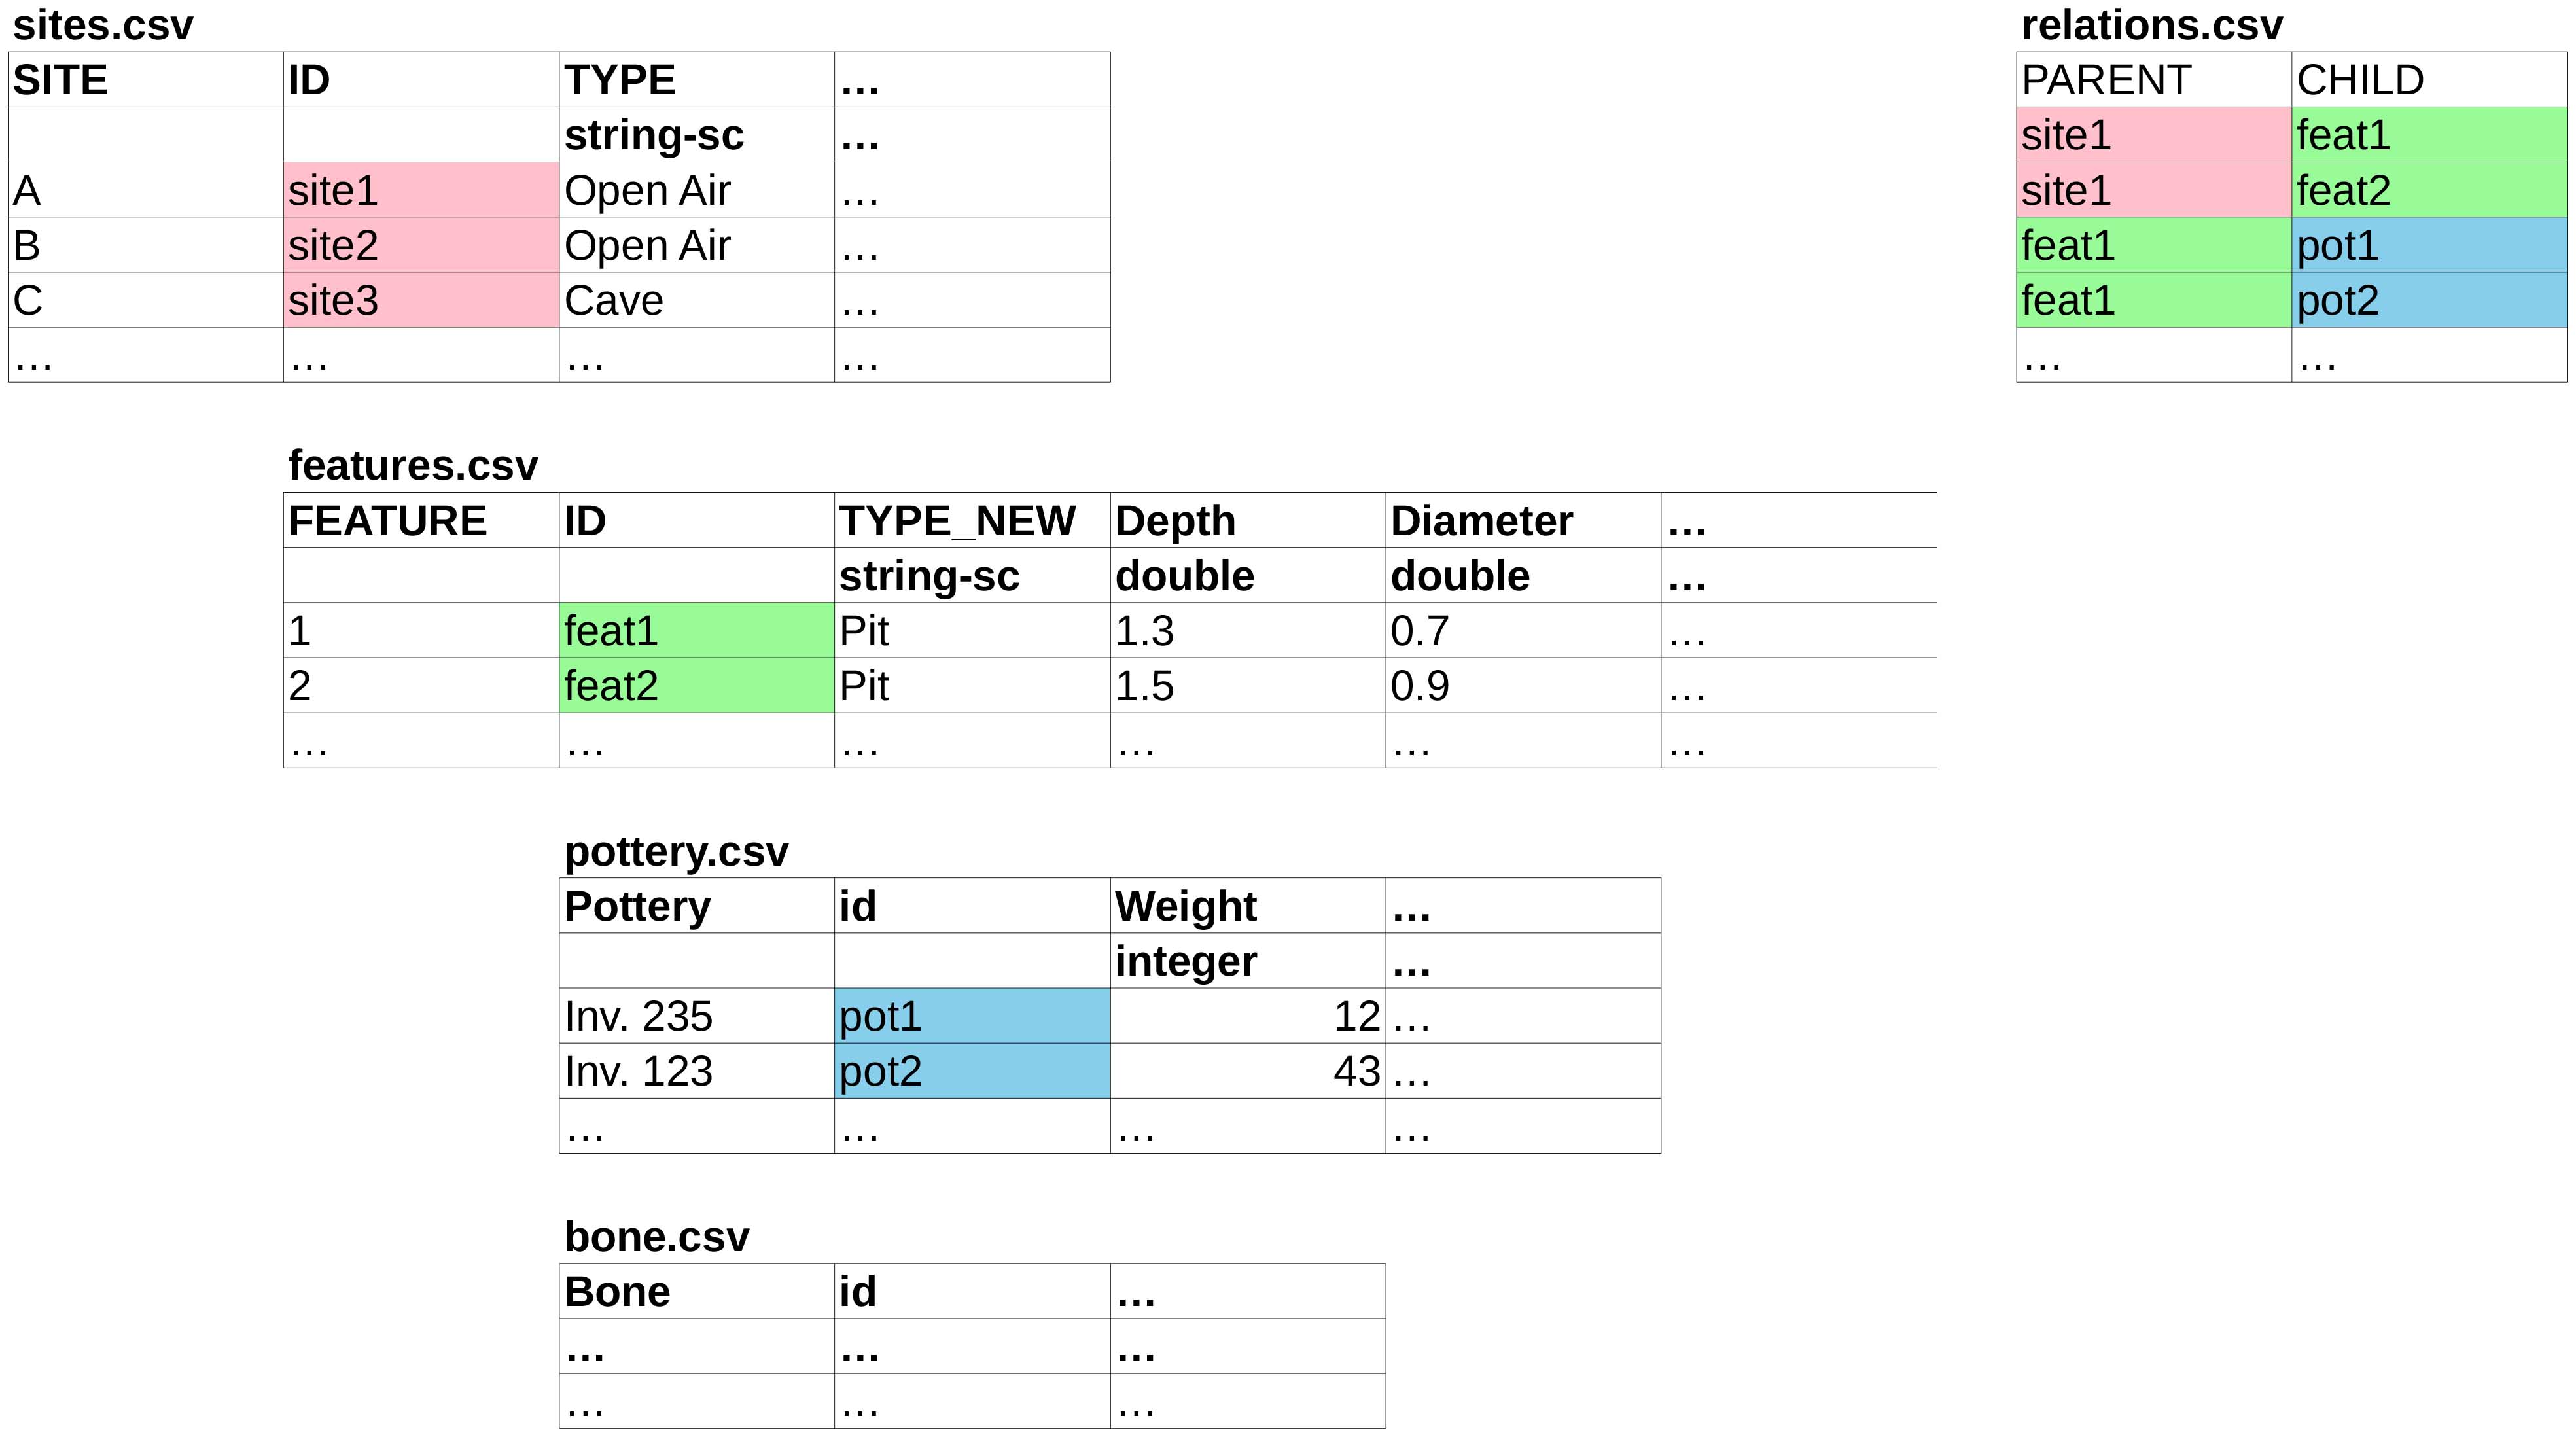 sites.csv
SITE ID TYPE …
string-sc …
A site1 Open Air …
B site2 Open Air …
C site3 Cave …
… … … …
relations.csv
PARENT CHILD
site1 feat1
site1 feat2
feat1 pot1
feat1 pot2
… …
features.csv
FEATURE ID TYPE_NEW Depth Diameter …
string-sc double double …
1 feat1 Pit 1.3 0.7 …
2 feat2 Pit 1.5 0.9 …
… … … … … …
pottery.csv
Pottery id Weight …
integer …
Inv. 235 pot1 12 …
Inv. 123 pot2 43 …
… … … …
bone.csv
Bone id …
… … …
… … …